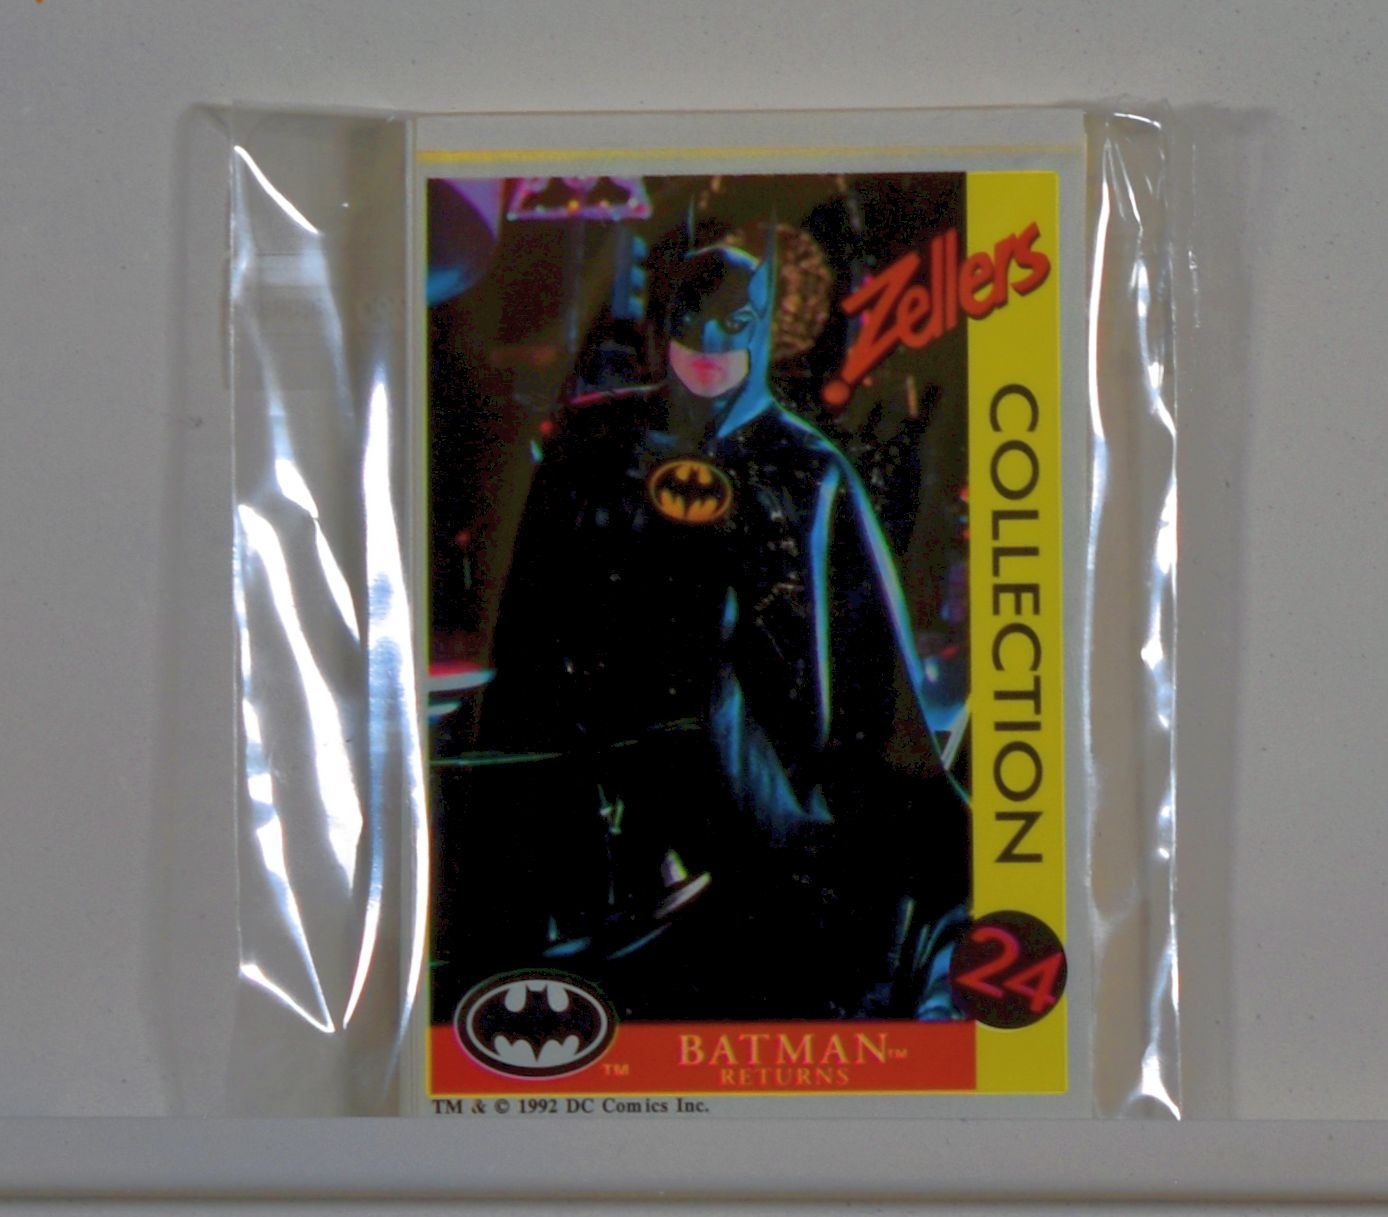 Zellers
COLLECTION
24
BATMAN™
RETURNS
TM
TM & © 1992 DC Comics Inc.